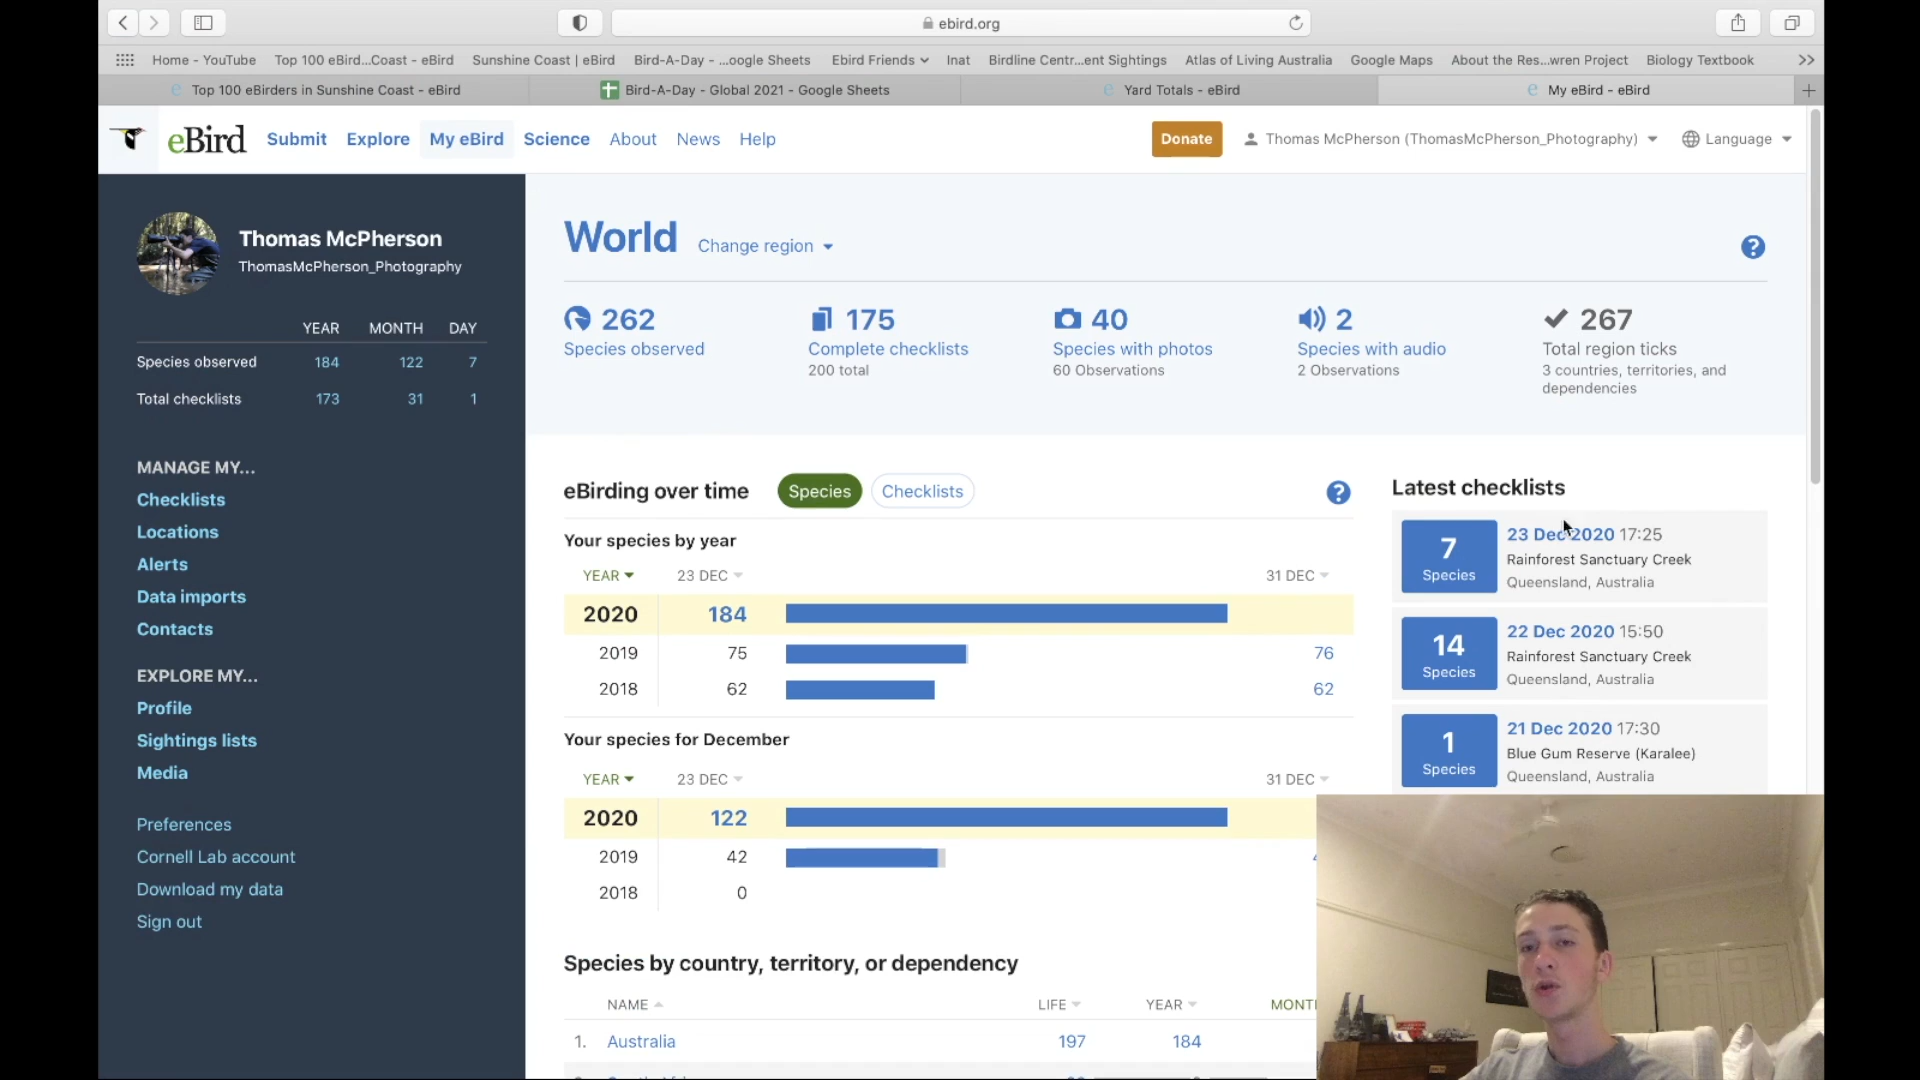 ebird.org
Home - YouTube Top 100 eBird...Coast - eBird Sunshine Coast | eBird Bird-A-Day - ...oogle Sheets Ebird Friends Inat Birdline Centr...ent Sightings Atlas of Living Australia Google Maps About the Res...wren Project Biology Textbook
Top 100 eBirders in Sunshine Coast - eBird Bird-A-Day - Global 2021 - Google Sheets Yard Totals - eBird My eBird - eBird
eBird Submit Explore My eBird Science About News Help Donate Thomas McPherson (ThomasMcPherson_Photography) Language
Thomas McPherson
ThomasMcPherson_Photography
YEAR MONTH DAY
Species observed 184 122 7
Total checklists 173 31 1
MANAGE MY...
Checklists
Locations
Alerts
Data imports
Contacts
EXPLORE MY...
Profile
Sightings lists
Media
Preferences
Cornell Lab account
Download my data
Sign out
World Change region ?
262 175 40 2 267
Species observed Complete checklists Species with photos Species with audio Total region ticks
200 total 60 Observations 2 Observations 3 countries, territories, and
dependencies
eBirding over time Species Checklists ?
Your species by year
YEAR 23 DEC 31 DEC
2020 184
2019 75 76
2018 62 62
Your species for December
YEAR 23 DEC 31 DEC
2020 122
2019 42
2018 0
Species by country, territory, or dependency
NAME LIFE YEAR MONT
1. Australia 197 184
Latest checklists
7 Species
23 Dec 2020 17:25
Rainforest Sanctuary Creek
Queensland, Australia
14 Species
22 Dec 2020 15:50
Rainforest Sanctuary Creek
Queensland, Australia
1 Species
21 Dec 2020 17:30
Blue Gum Reserve (Karalee)
Queensland, Australia